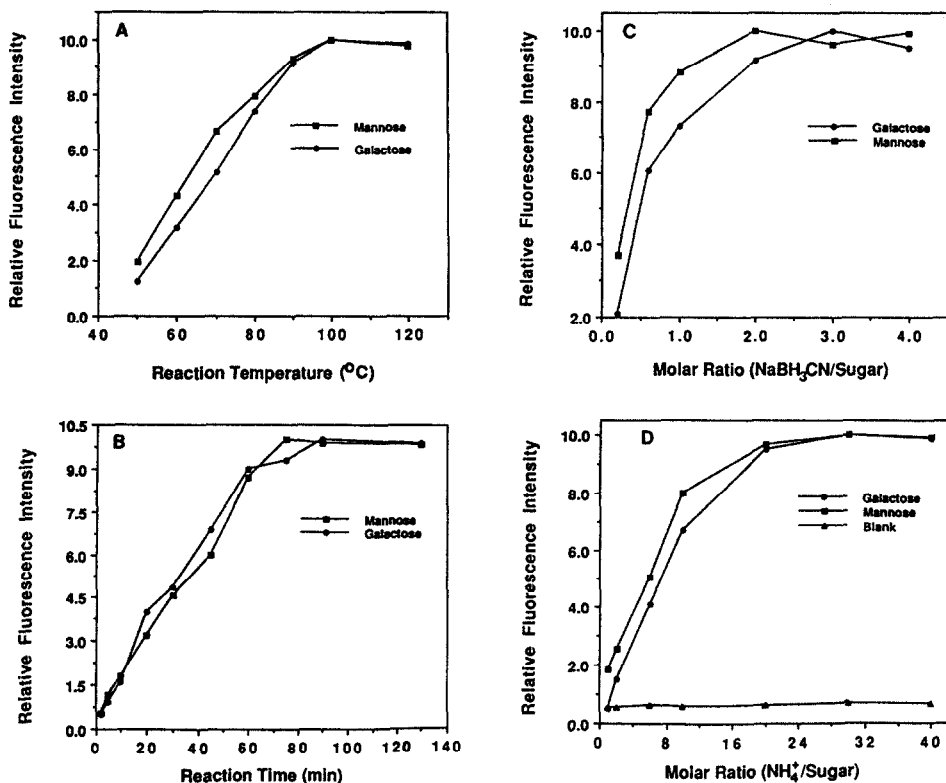 A
Relative Fluorescence Intensity
10.0
8.0
6.0
4.0
2.0
0.0
Mannose
Galactose
40
60
80
100
120
Reaction Temperature (°C)
C
Relative Fluorescence Intensity
10.0
8.0
6.0
4.0
2.0
Galactose
Mannose
0.0
1.0
2.0
3.0
4.0
Molar Ratio (NaBH₃CN/Sugar)
B
Relative Fluorescence Intensity
10.5
9.0
7.5
4.5
3.0
1.5
0.0
Mannose
Galactose
0
20
40
60
80
100
120
140
Reaction Time (min)
D
Relative Fluorescence Intensity
10.0
8.0
6.0
4.0
2.0
0.0
Galactose
Mannose
Blank
0
8
16
24
32
40
Molar Ratio (NH₄⁺/Sugar)